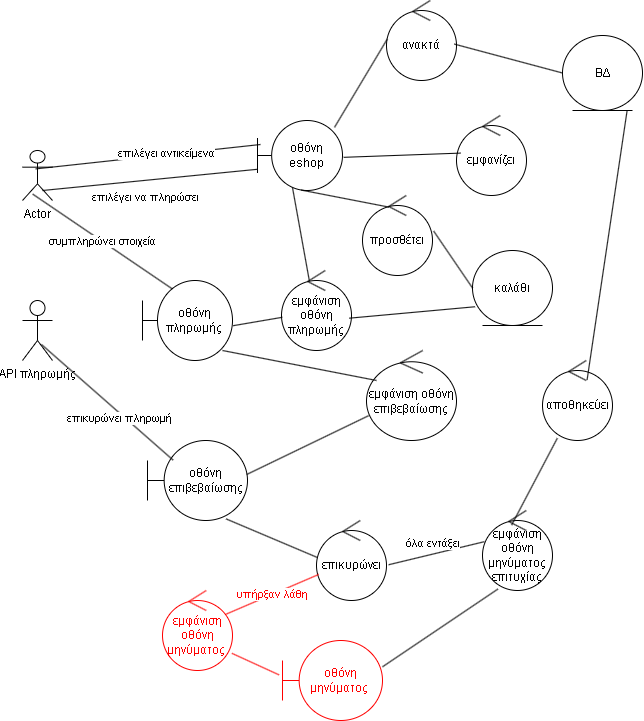 ανακτά
ΒΔ
οθόνη
eshop
επιλέγει αντικείμενα
εμφανίζει
επιλέγει να πληρώσει
Actor
συμπληρώνει στοιχεία
προσθέτει
καλάθι
εμφάνιση
οθόνη
πληρωμής
οθόνη
πληρωμής
API πληρωμής
εμφάνιση οθόνη
επιβεβαίωσης
αποθηκεύει
επικυρώνει πληρωμή
οθόνη
επιβεβαίωσης
εμφάνιση
οθόνη
μηνύματος
επιτυχίας
όλα εντάξει
επικυρώνει
υπήρξαν λάθη
εμφάνιση
οθόνη
μηνύματος
οθόνη
μηνύματος